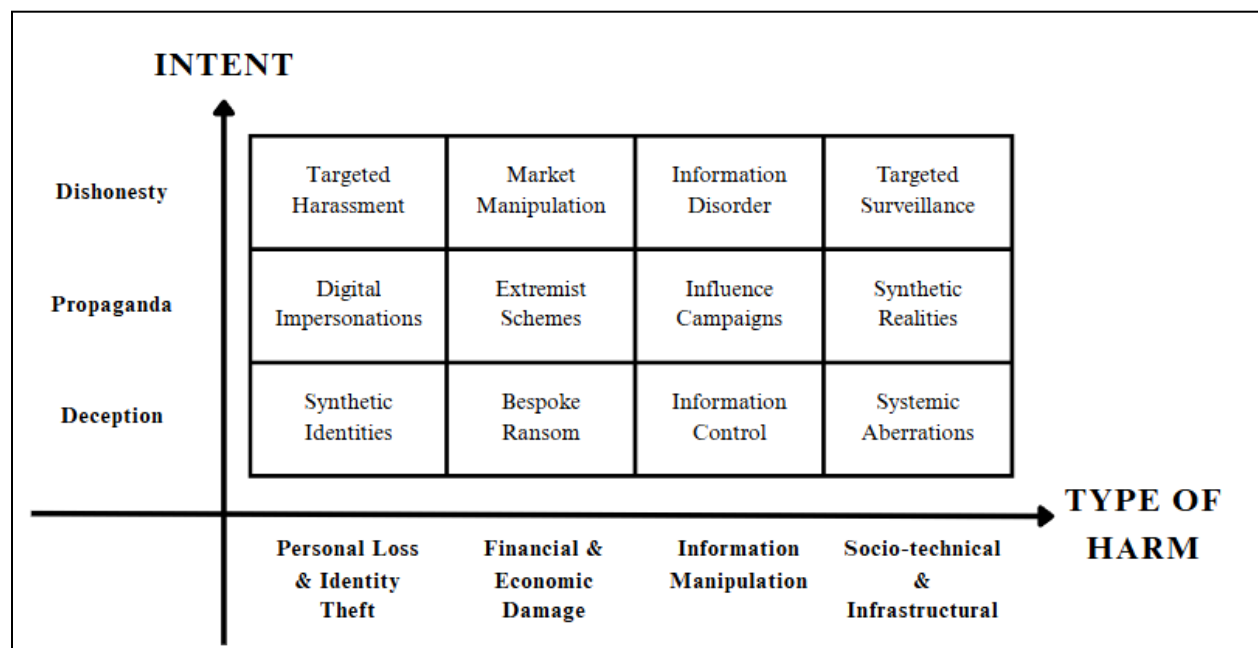 INTENT
Dishonesty
Targeted
Harassment
Market
Manipulation
Information
Disorder
Targeted
Surveillance
Propaganda
Digital
Impersonations
Extremist
Schemes
Influence
Campaigns
Synthetic
Realities
Deception
Synthetic
Identities
Bespoke
Ransom
Information
Control
Systemic
Aberrations
Personal Loss
& Identity
Theft
Financial &
Economic
Damage
Information
Manipulation
Socio-technical
&
Infrastructural
TYPE OF
HARM